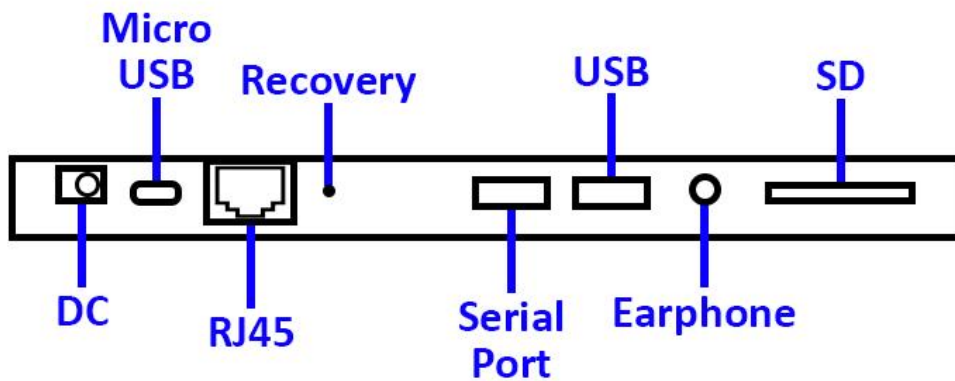 Micro
USB
Recovery
USB
SD
DC
RJ45
Serial
Port
Earphone